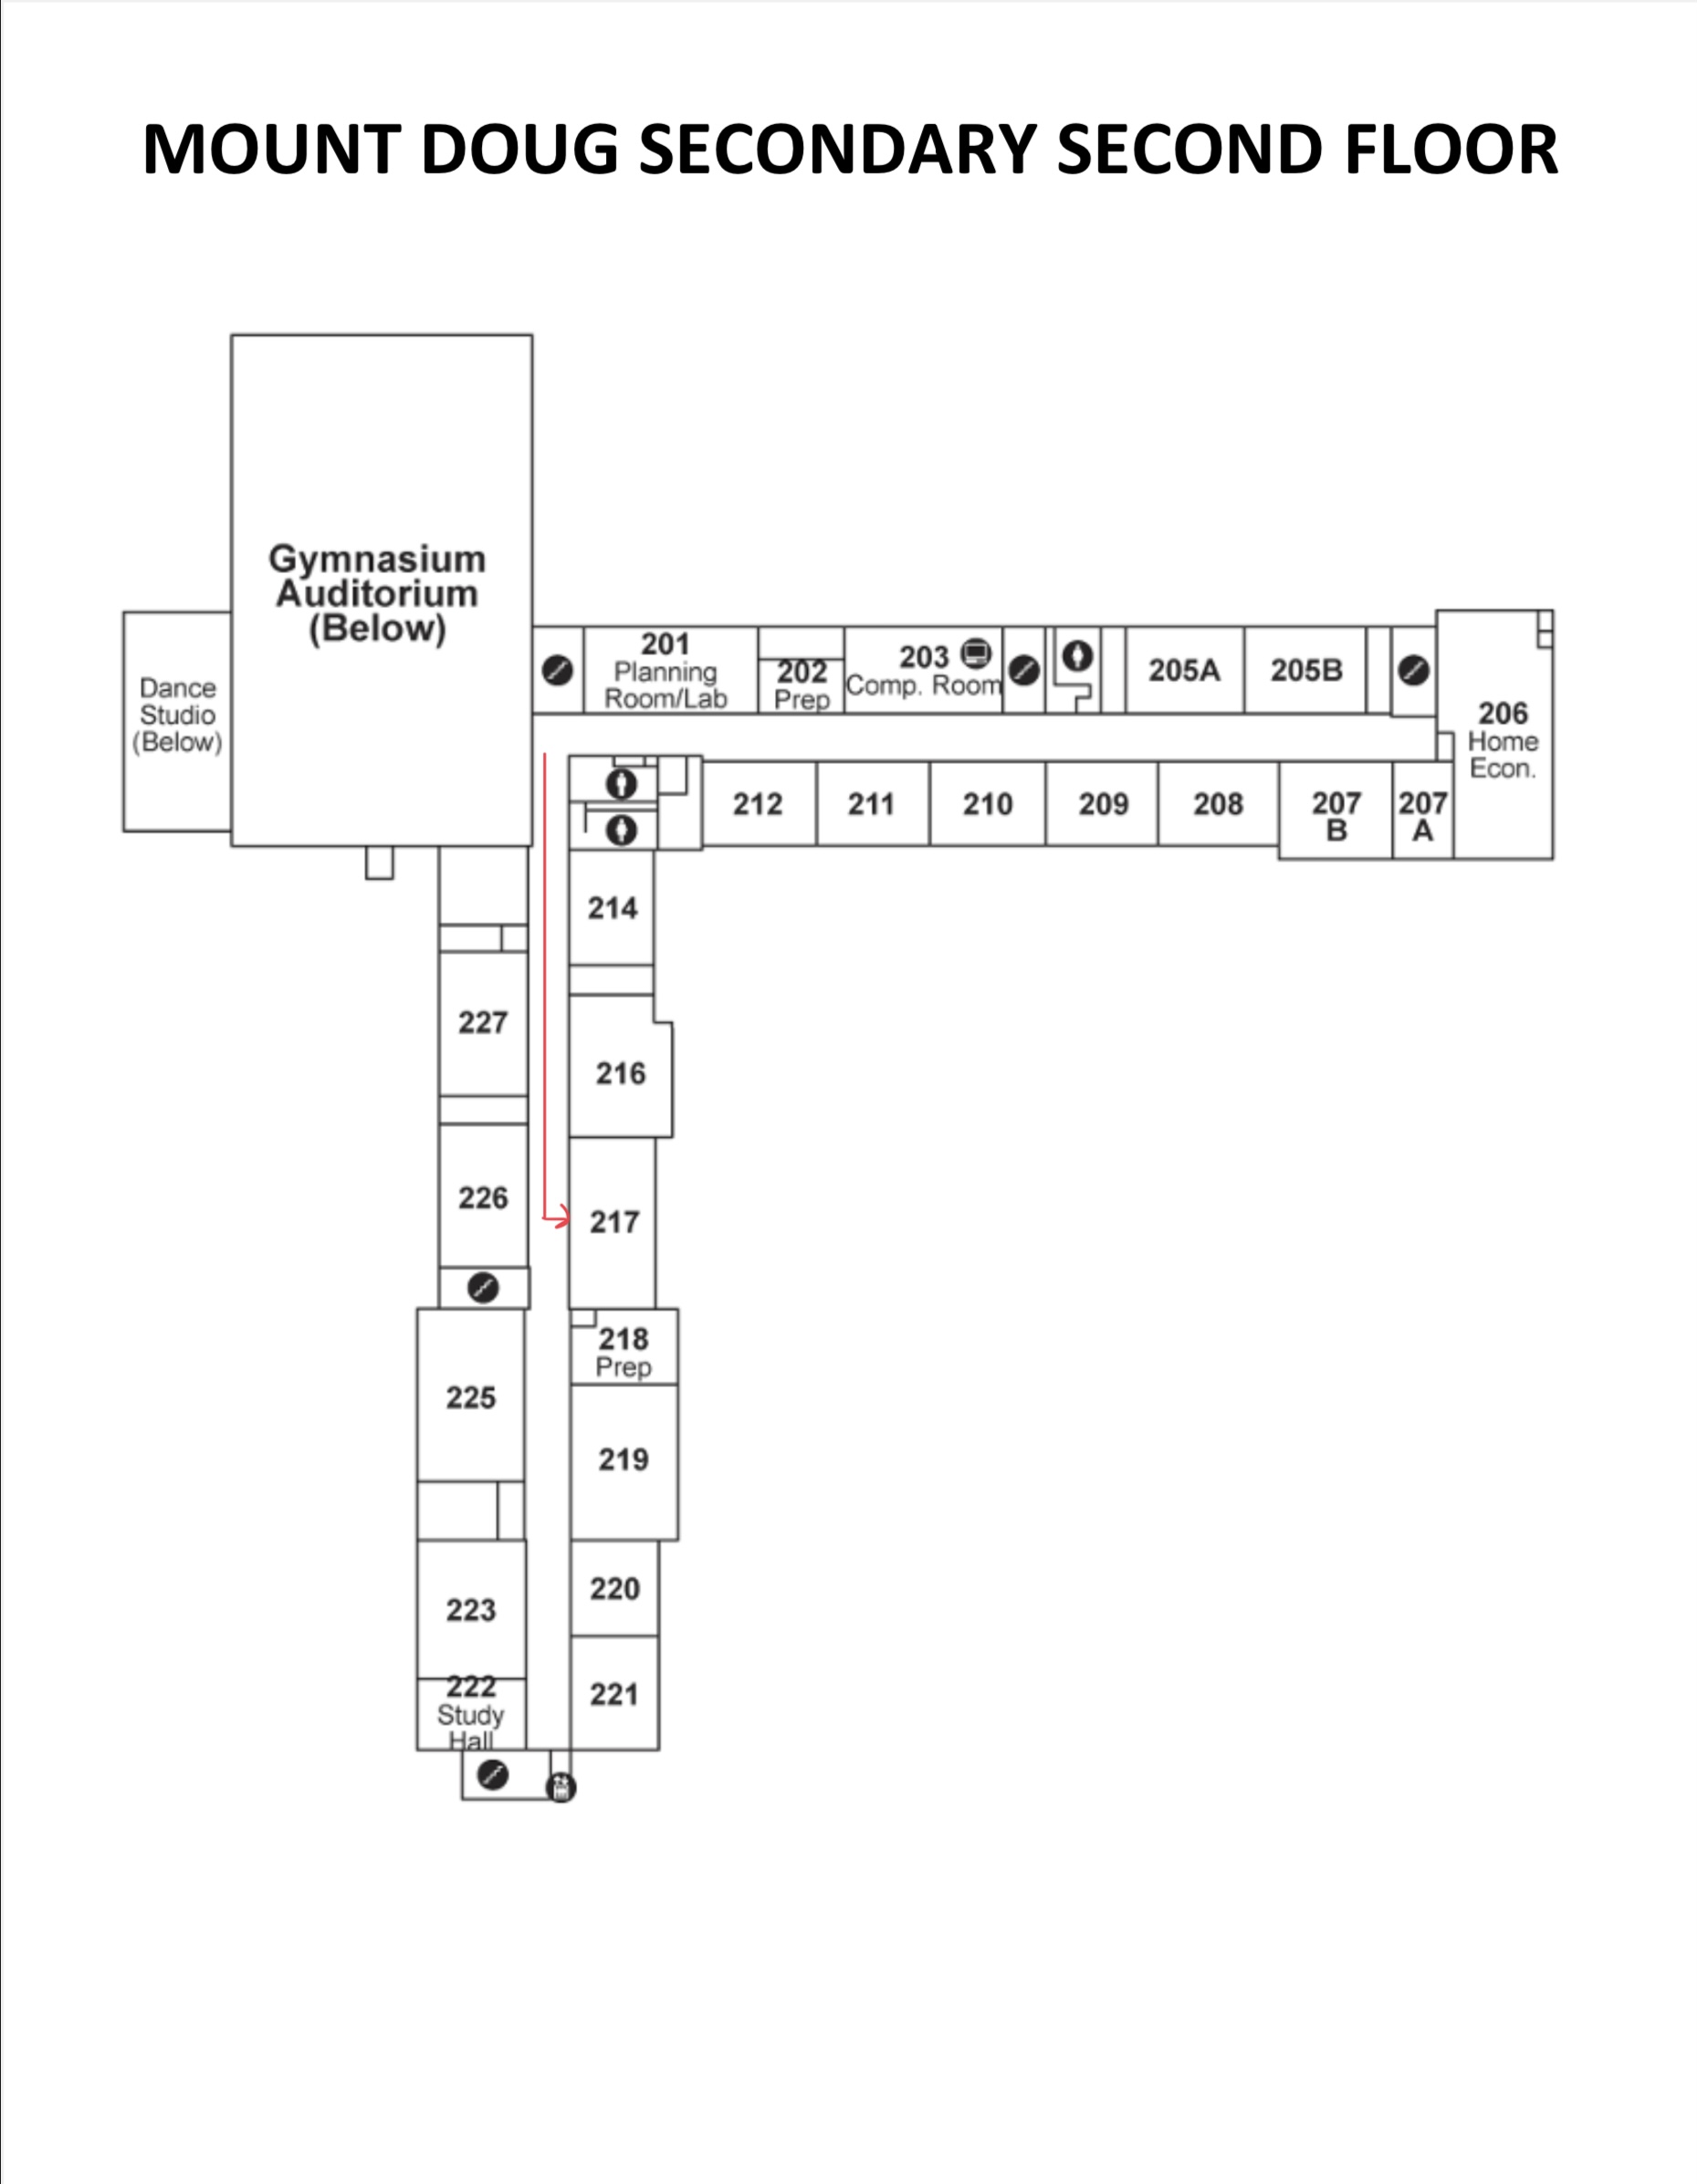 MOUNT DOUG SECONDARY SECOND FLOOR
Gymnasium
Auditorium
(Below)
Dance
Studio
(Below)
201
Planning
Room/Lab
202
Prep
203
Comp. Room
205A
205B
206
Home
Econ.
212
211
210
209
208
207
B
207
A
214
227
216
226
217
218
Prep
225
219
220
223
221
222
Study
Hall